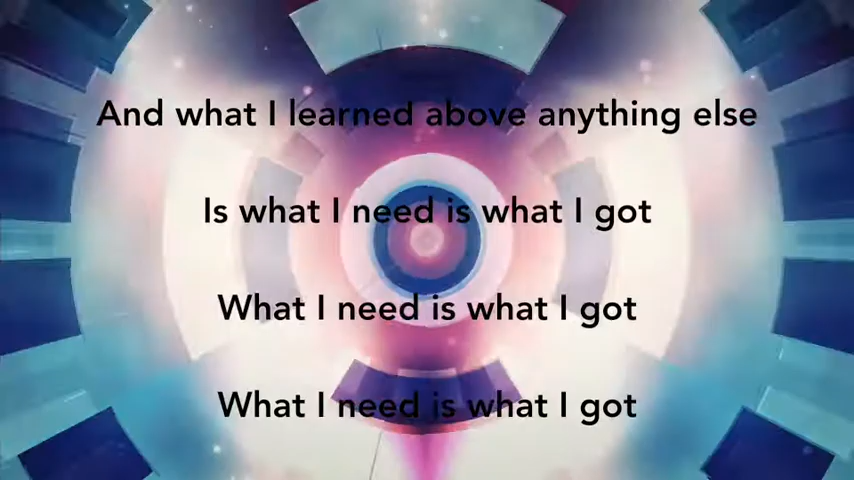 And what I learned above anything else
Is what I need is what I got
What I need is what I got
What I need is what I got